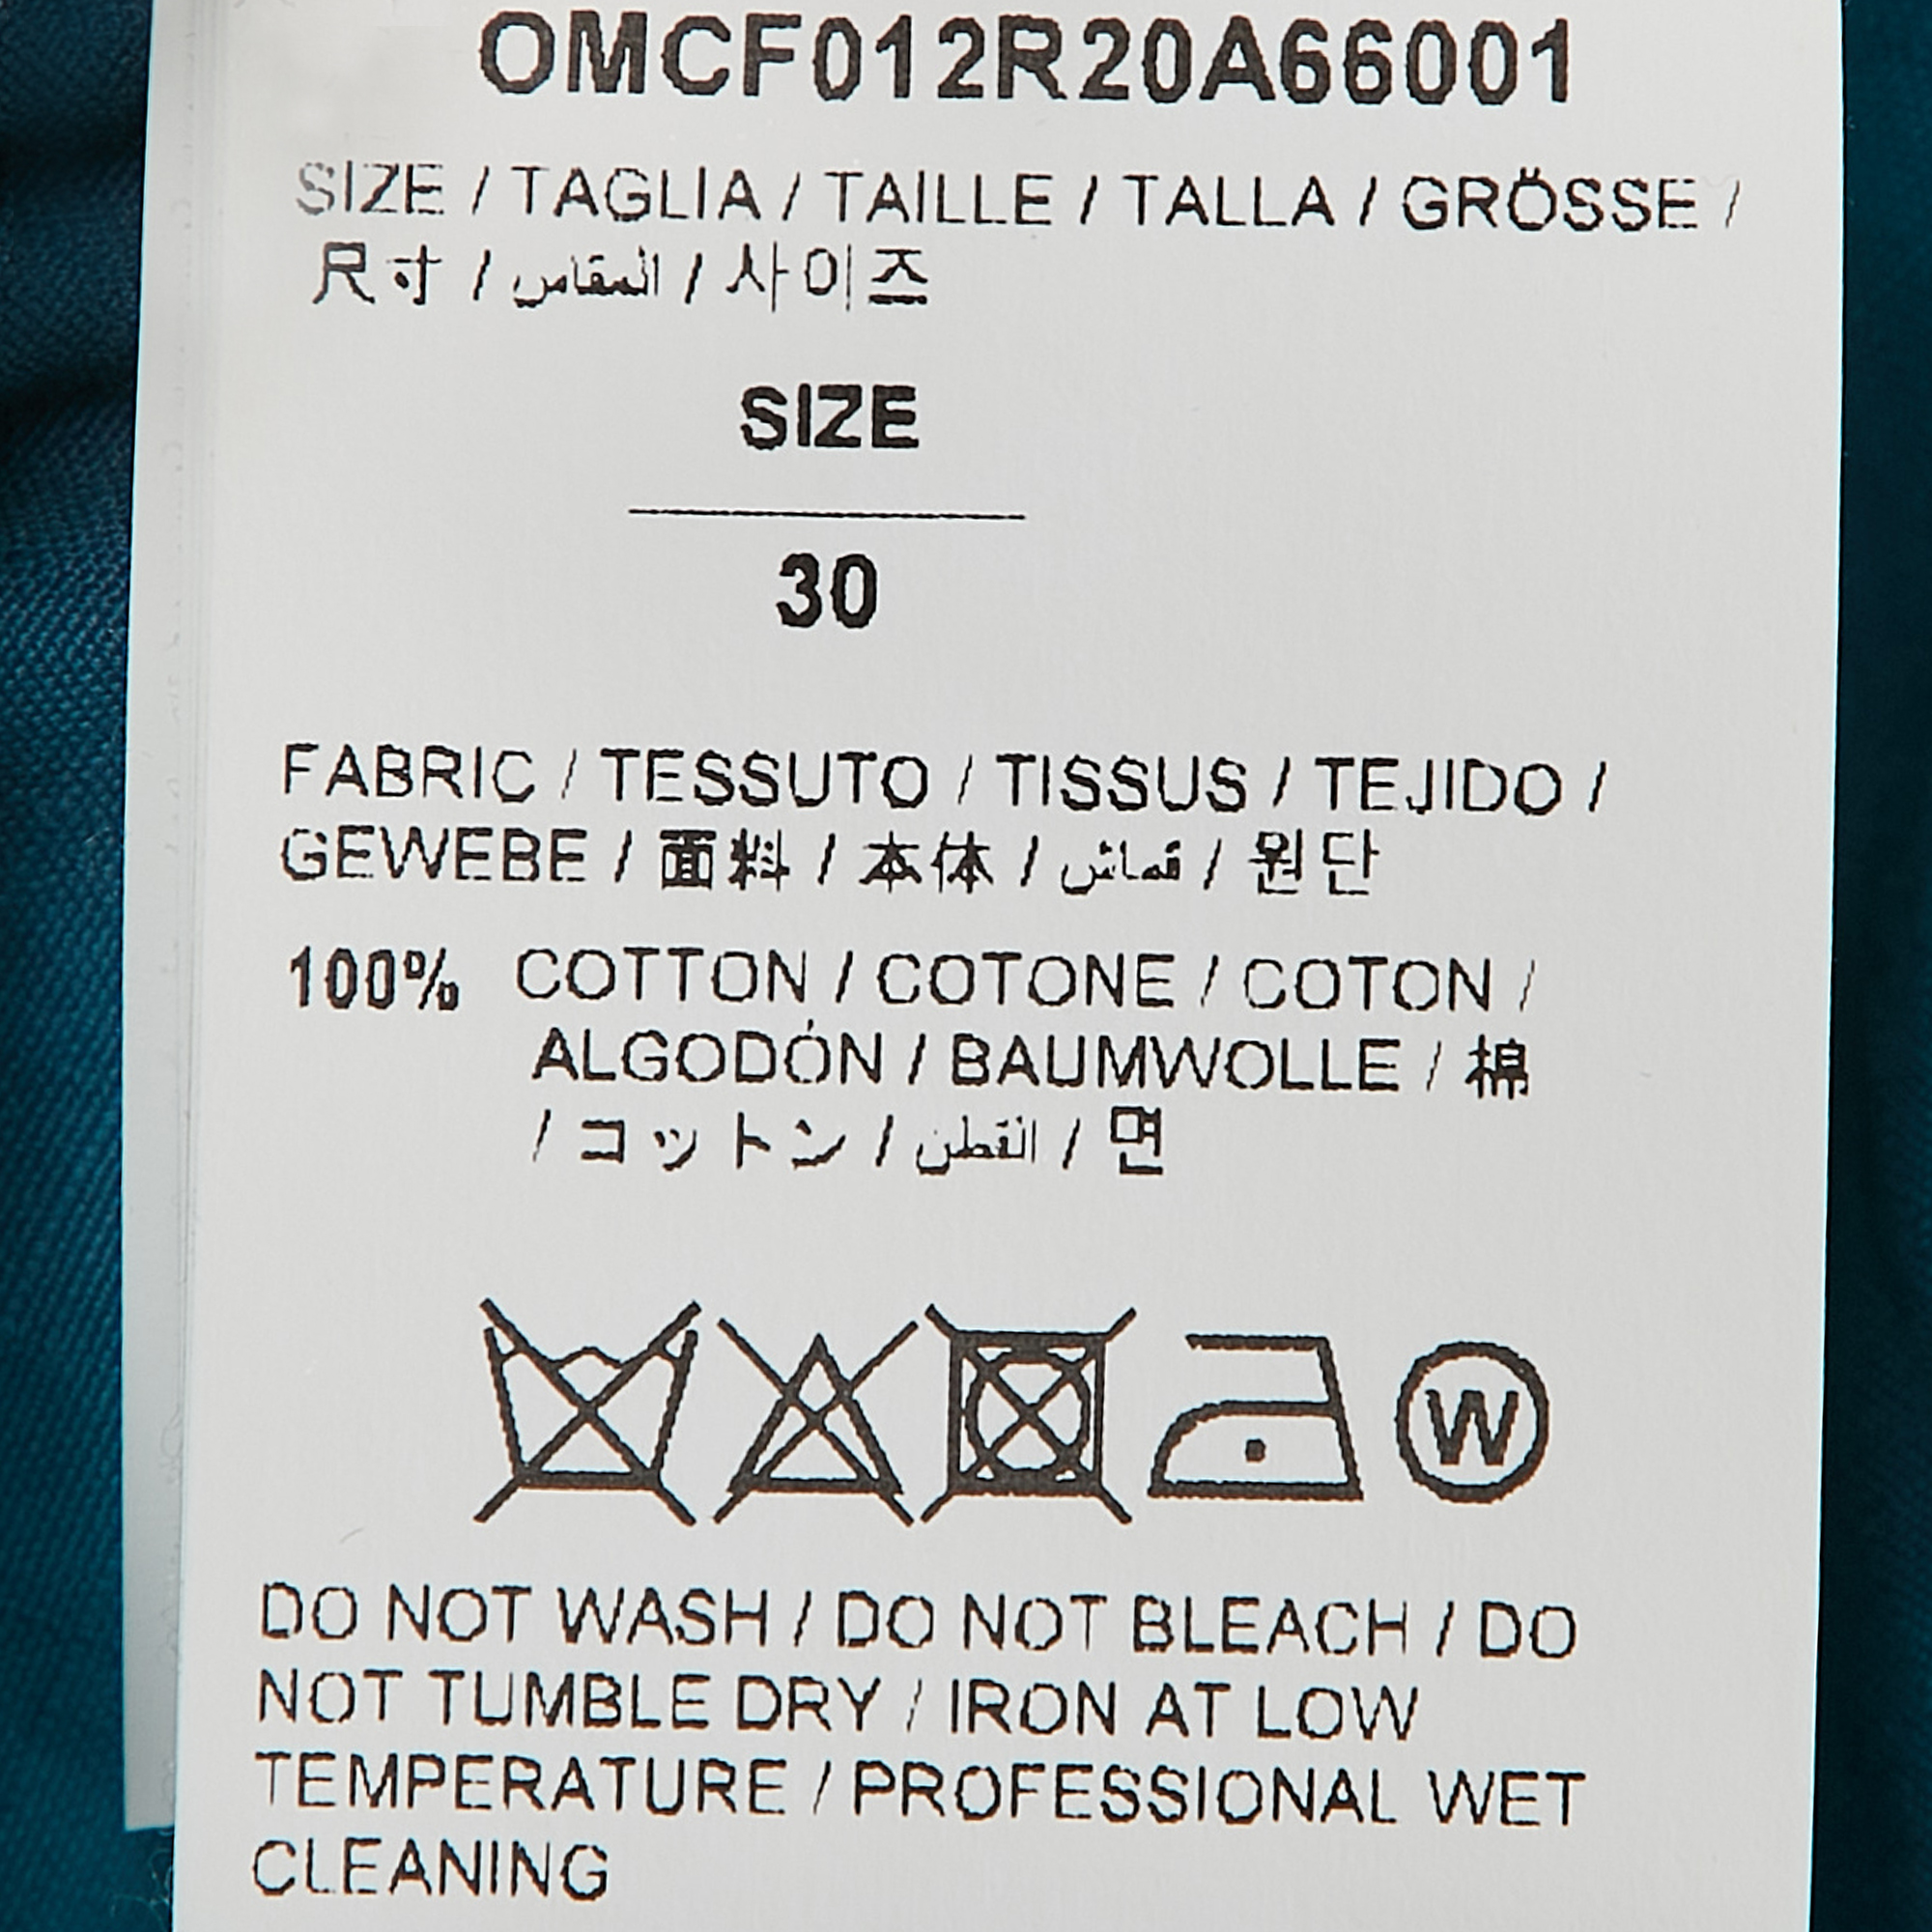 OMCF012R20A66001
SIZE / TAGLIA / TAILLE / TALLA / GRÖSSE /
尺寸 / المقاس / 사이즈
SIZE
30
FABRIC / TESSUTO / TISSUS / TEJIDO /
GEWEBE / 面料 / 本体 / قماش / 원단
100% COTTON / COTONE / COTON /
ALGODÓN / BAUMWOLLE / 棉
/ コットン / القطن / 면
W
DO NOT WASH / DO NOT BLEACH / DO
NOT TUMBLE DRY / IRON AT LOW
TEMPERATURE / PROFESSIONAL WET
CLEANING